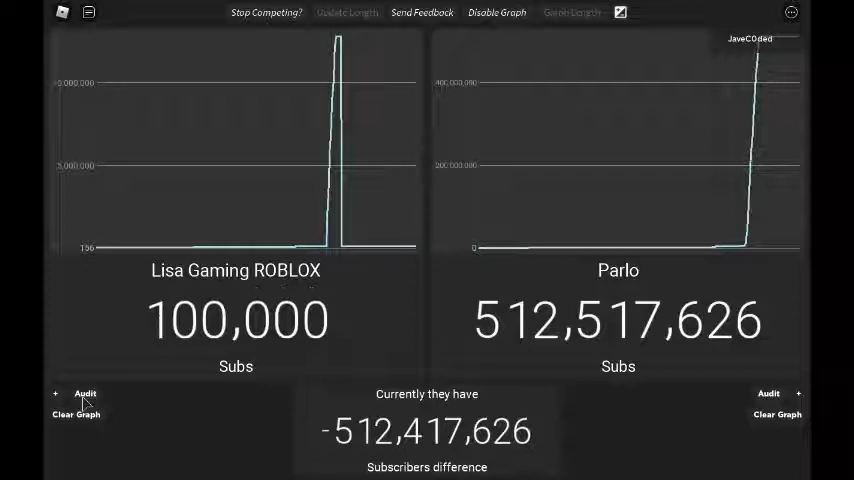 Stop Competing? Update Length Send Feedback Disable Graph Graph Length
JaveC0ded
10,000,000
400,000,000
5,000,000
200,000,000
156
0
Lisa Gaming ROBLOX
Parlo
100,000
512,517,626
Subs
Subs
+ Audit
Currently they have
Audit +
Clear Graph
Clear Graph
-512,417,626
Subscribers difference